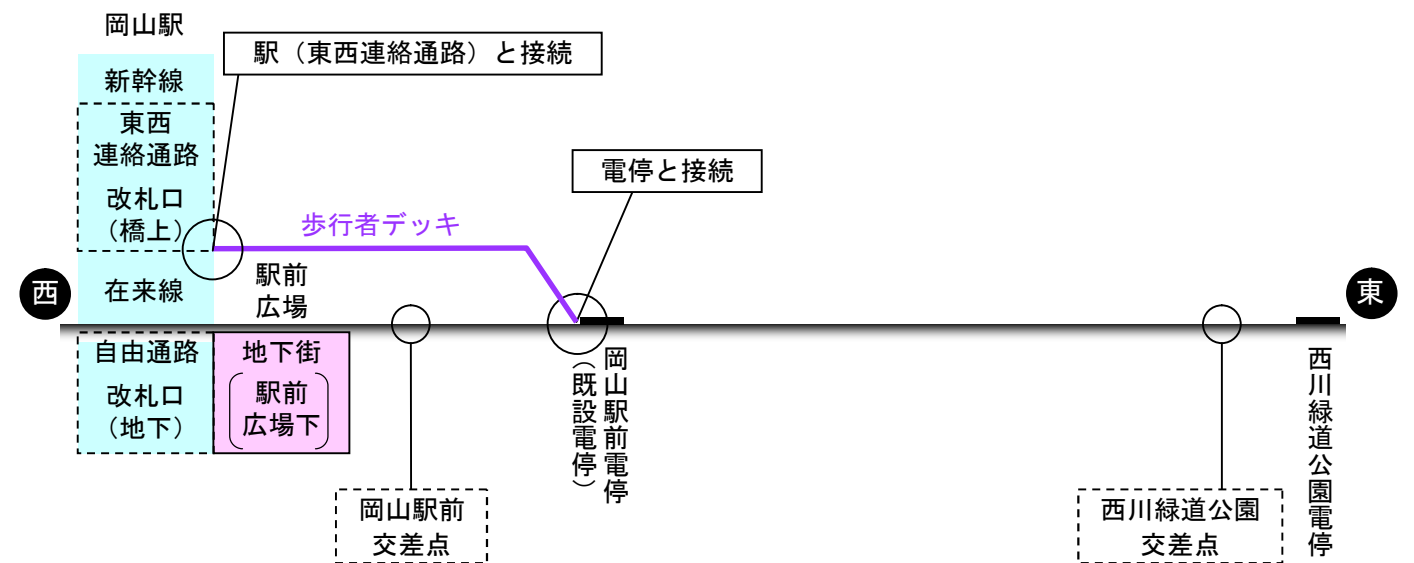 岡山駅
駅（東西連絡通路）と接続
新幹線
東西
連絡通路
改札口
（橋上）
電停と接続
歩行者デッキ
西
在来線
駅前
広場
東
自由通路
改札口
（地下）
地下街
駅前
広場下
岡山駅前電停
（既設電停）
西川緑道公園電停
岡山駅前
交差点
西川緑道公園
交差点